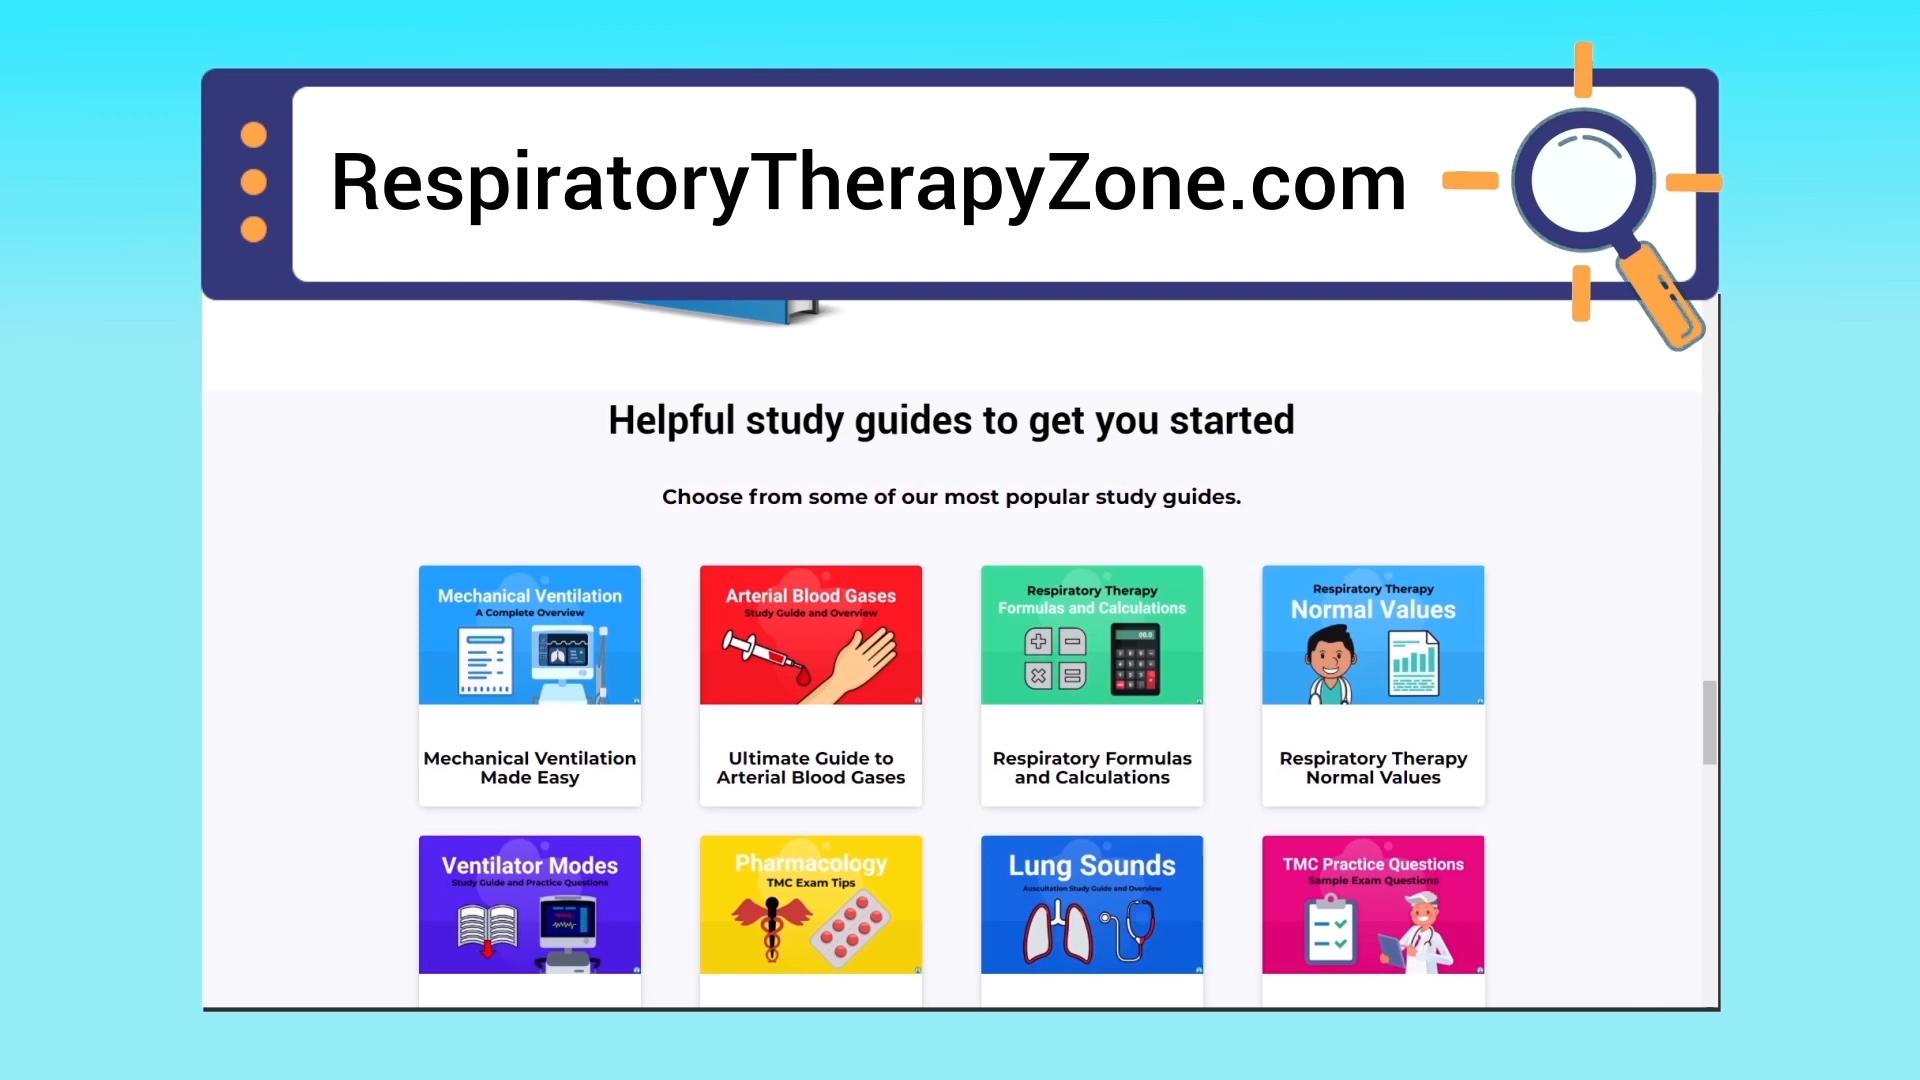 RespiratoryTherapyZone.com
Helpful study guides to get you started
Choose from some of our most popular study guides.
Mechanical Ventilation
A Complete Overview
Arterial Blood Gases
Study Guide and Overview
Respiratory Therapy
Formulas and Calculations
00.0
Respiratory Therapy
Normal Values
Mechanical Ventilation
Made Easy
Ultimate Guide to
Arterial Blood Gases
Respiratory Formulas
and Calculations
Respiratory Therapy
Normal Values
Ventilator Modes
Study Guide and Practice Questions
Pharmacology
TMC Exam Tips
Lung Sounds
Auscultation Study Guide and Overview
TMC Practice Questions
Sample Exam Questions